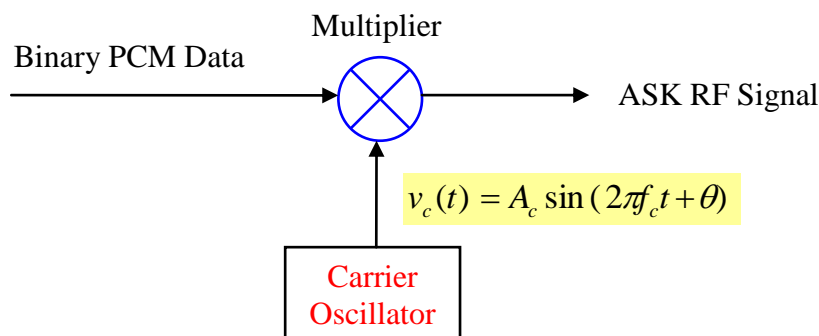 Multiplier
Binary PCM Data
ASK RF Signal
v_c(t) = A_c sin (2πf_c t + θ)
Carrier
Oscillator